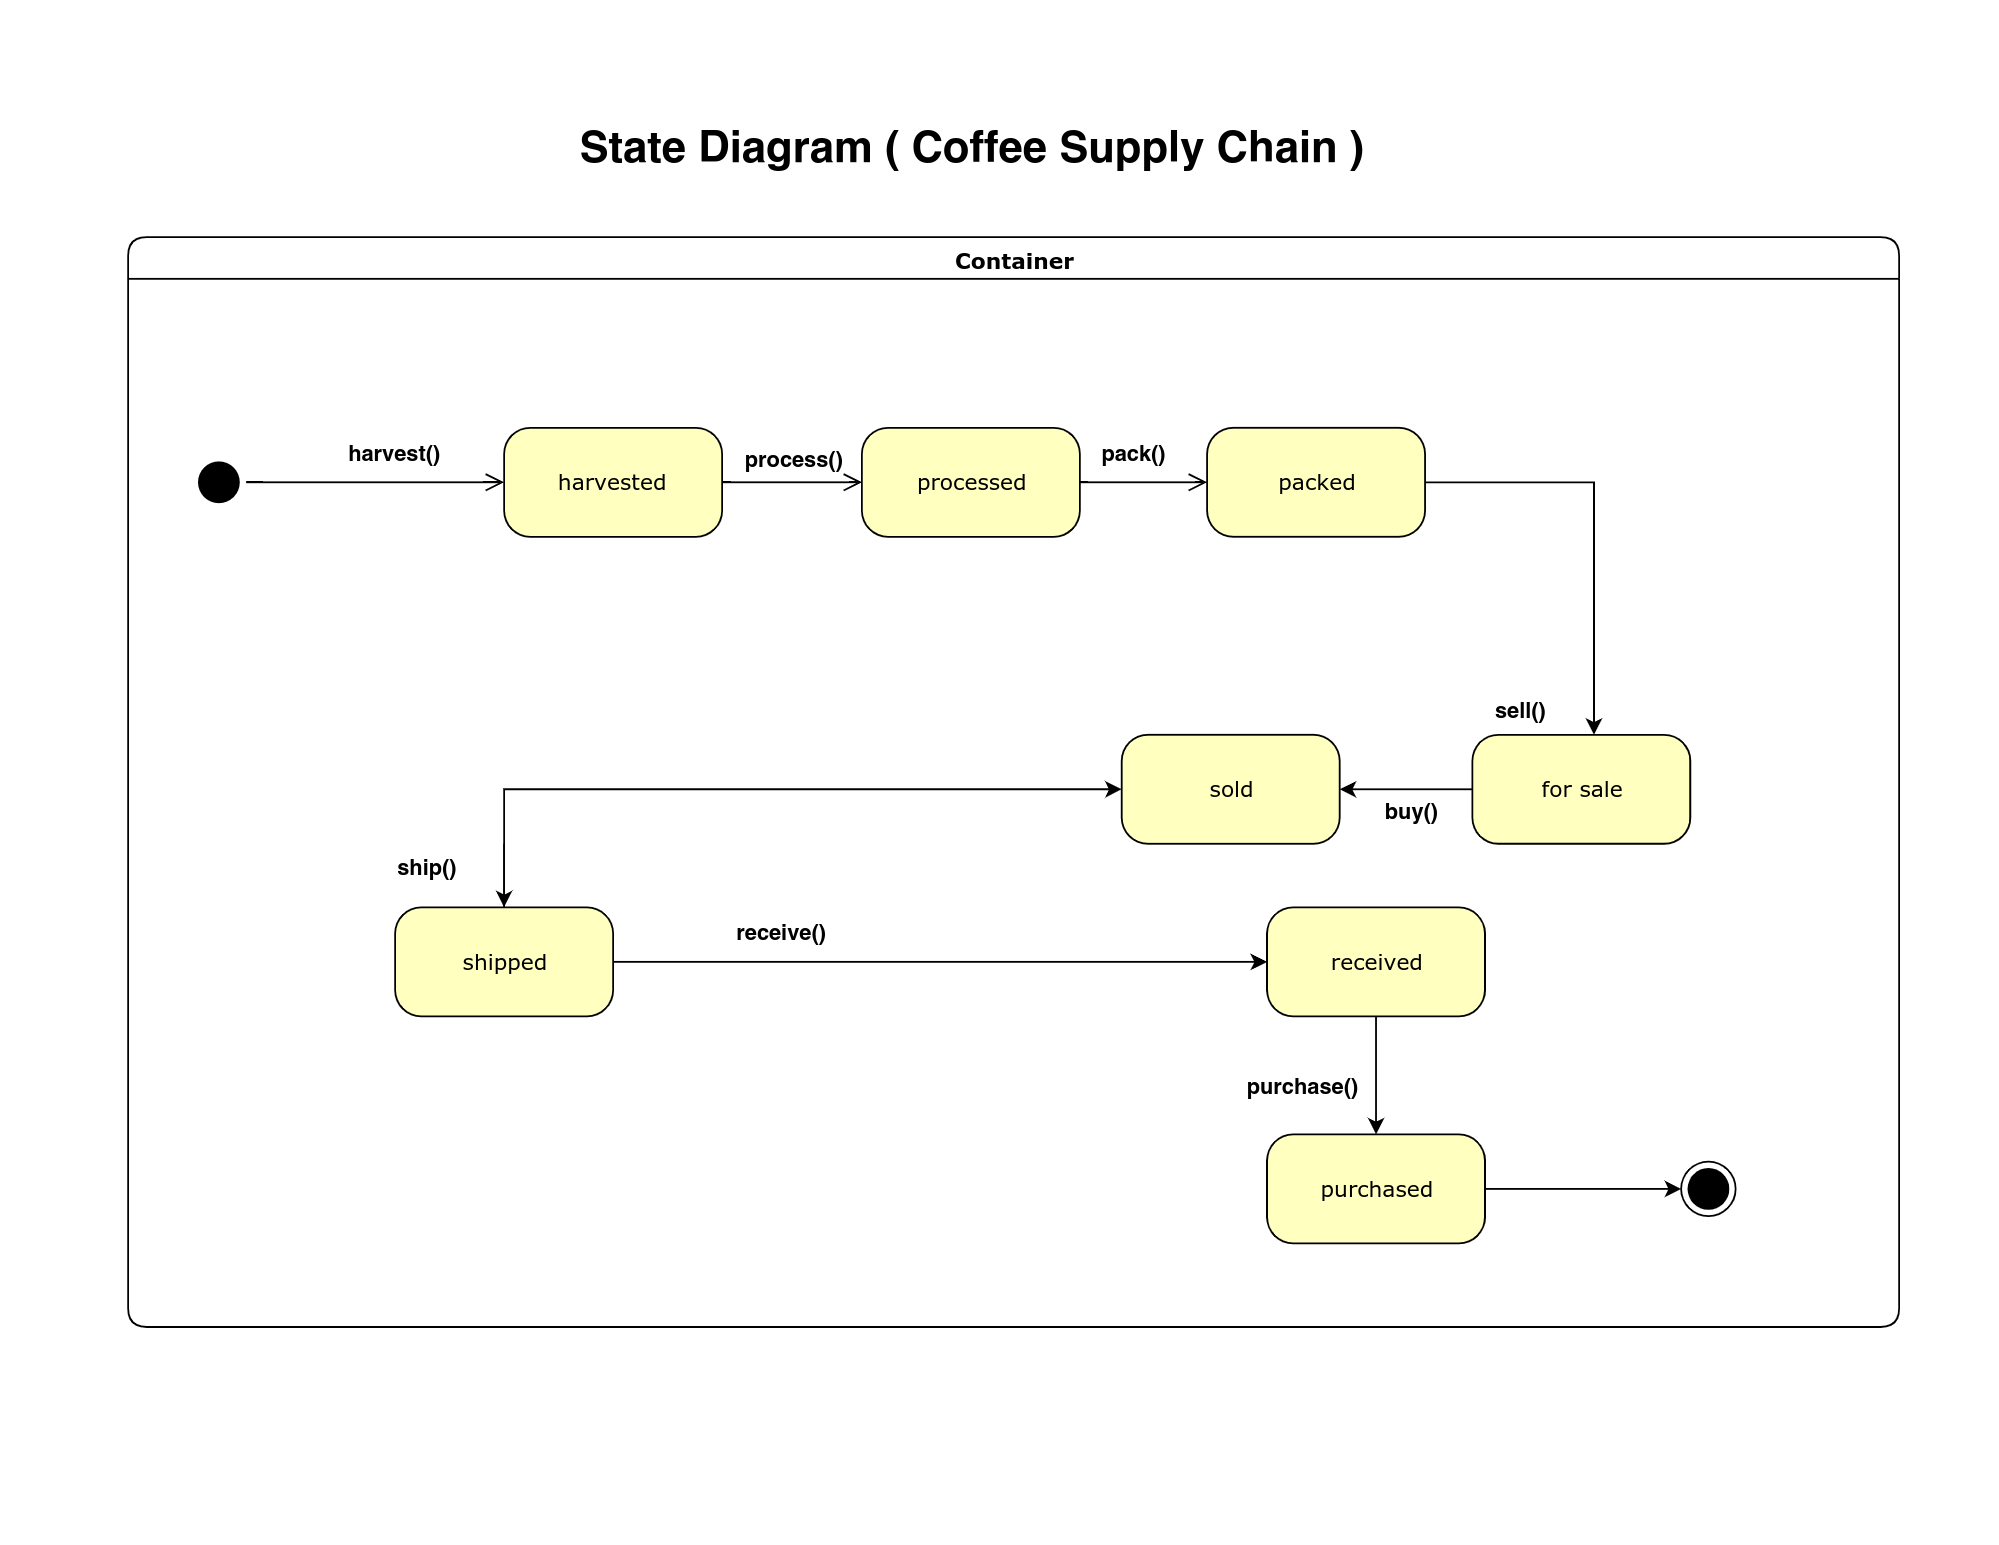 State Diagram ( Coffee Supply Chain )
Container
harvest()
harvested
process()
processed
pack()
packed
sell()
for sale
buy()
sold
ship()
shipped
receive()
received
purchase()
purchased